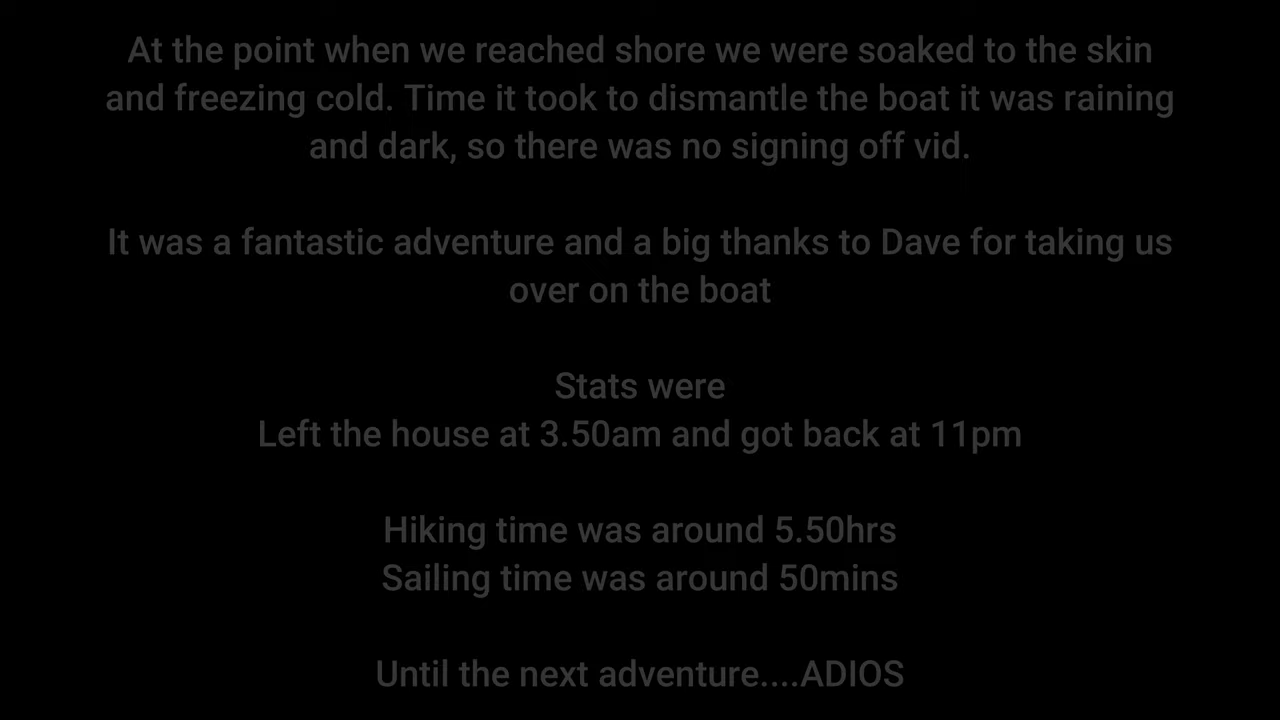 At the point when we reached shore we were soaked to the skin
and freezing cold. Time it took to dismantle the boat it was raining
and dark, so there was no signing off vid.
It was a fantastic adventure and a big thanks to Dave for taking us
over on the boat
Stats were
Left the house at 3.50am and got back at 11pm
Hiking time was around 5.50hrs
Sailing time was around 50mins
Until the next adventure....ADIOS